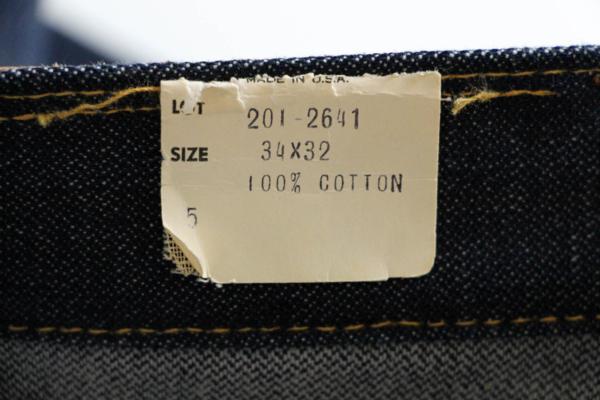 MADE IN U.S.A.
LOT 201-2641
SIZE 34X32
100% COTTON
5